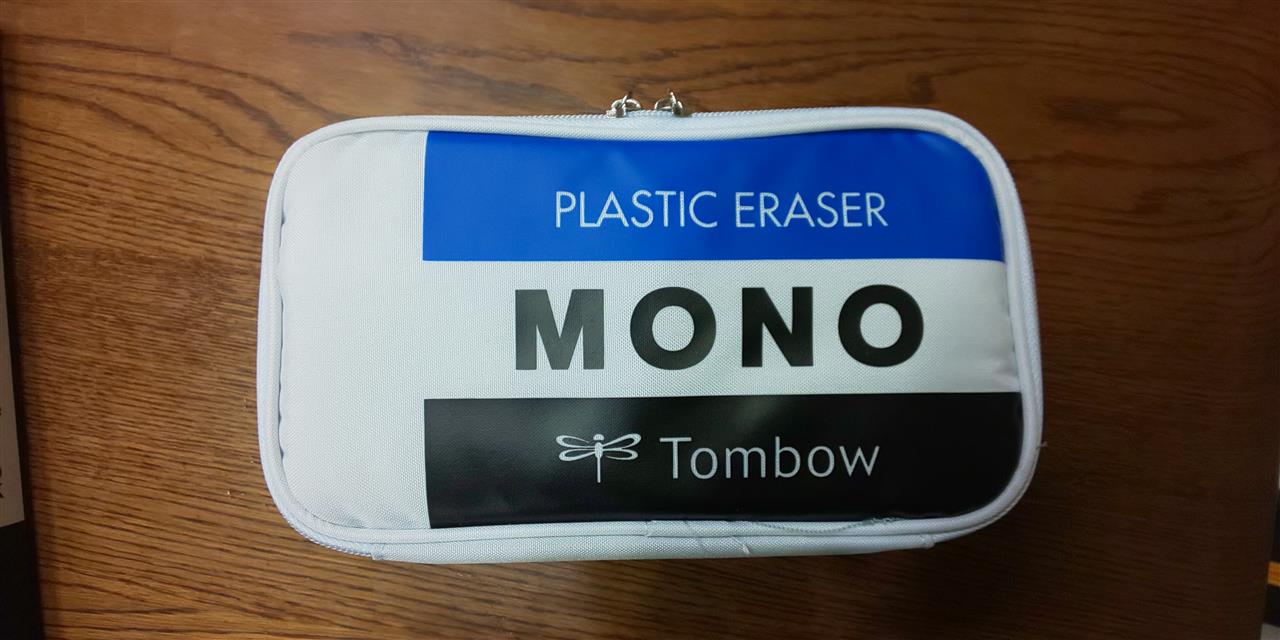 PLASTIC ERASER
MONO
Tombow